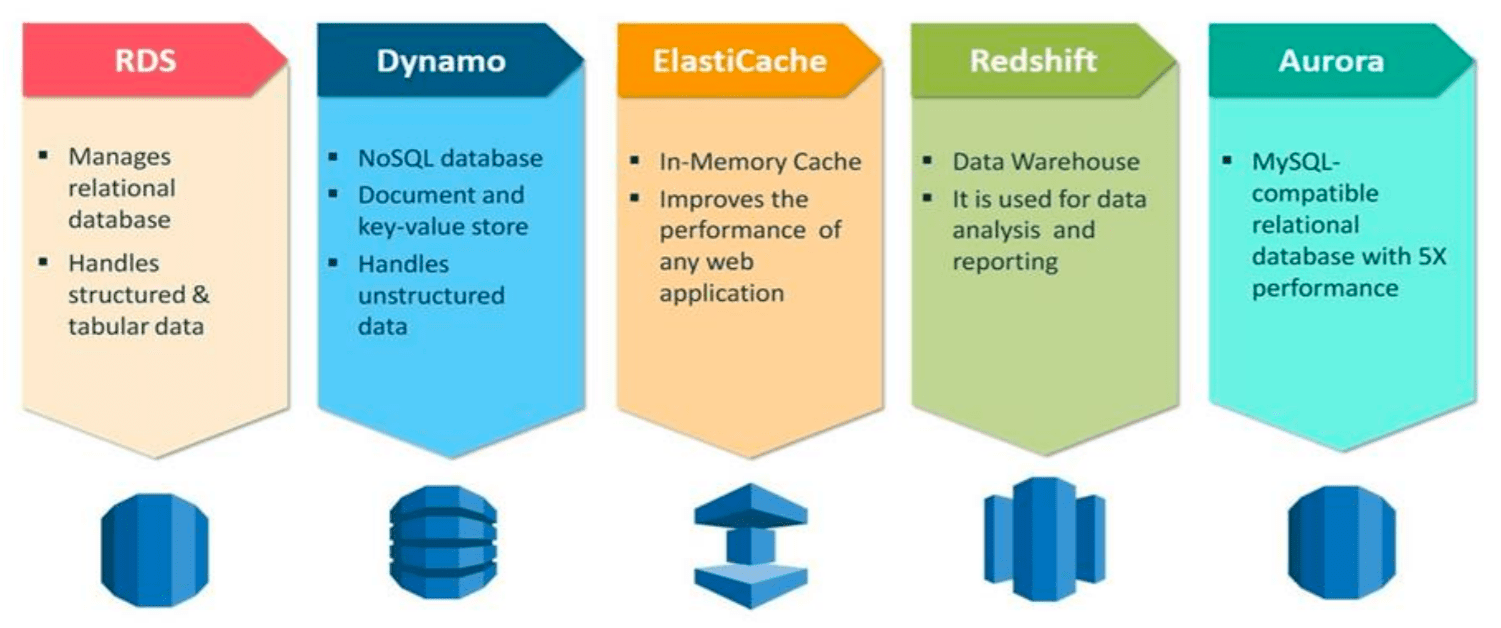 RDS
▪ Manages
relational
database
▪ Handles
structured &
tabular data
Dynamo
▪ NoSQL database
▪ Document and
key-value store
▪ Handles
unstructured
data
ElastiCache
▪ In-Memory Cache
▪ Improves the
performance of
any web
application
Redshift
▪ Data Warehouse
▪ It is used for data
analysis and
reporting
Aurora
▪ MySQL-
compatible
relational
database with 5X
performance